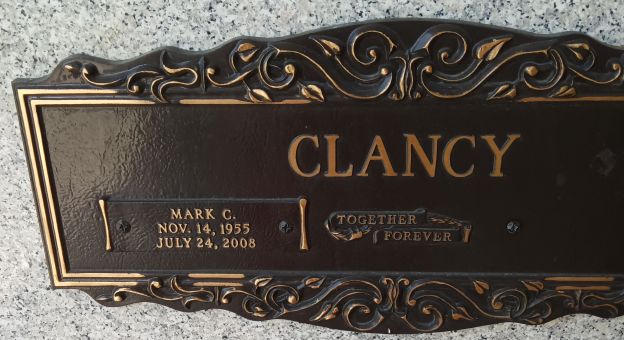 CLANCY
MARK C.
NOV. 14, 1955
JULY 24, 2008
TOGETHER
FOREVER